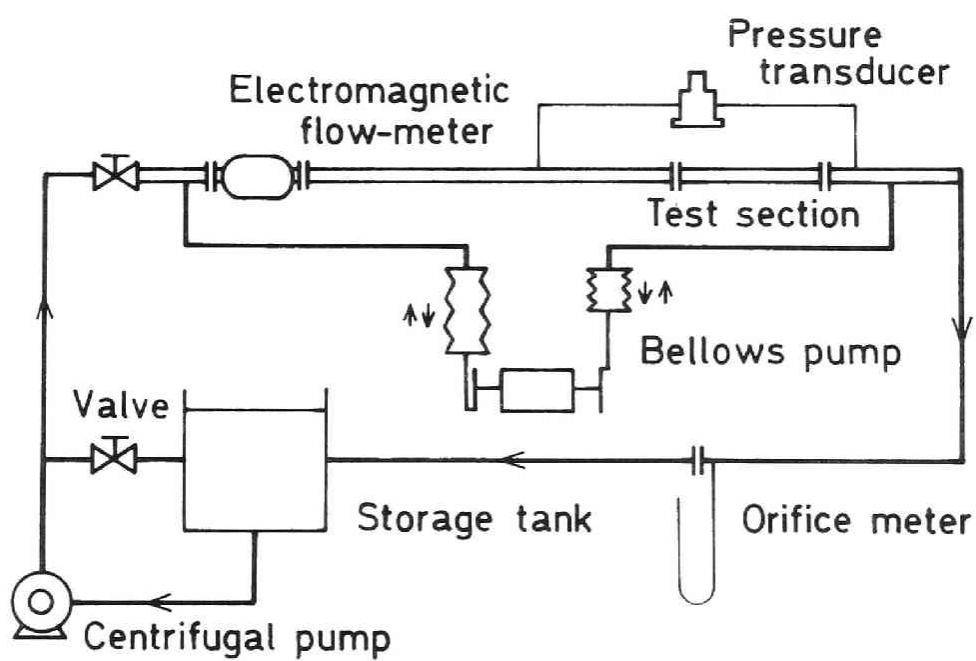 Pressure
transducer
Electromagnetic
flow-meter
Test section
Bellows pump
Valve
Storage tank
Orifice meter
Centrifugal pump